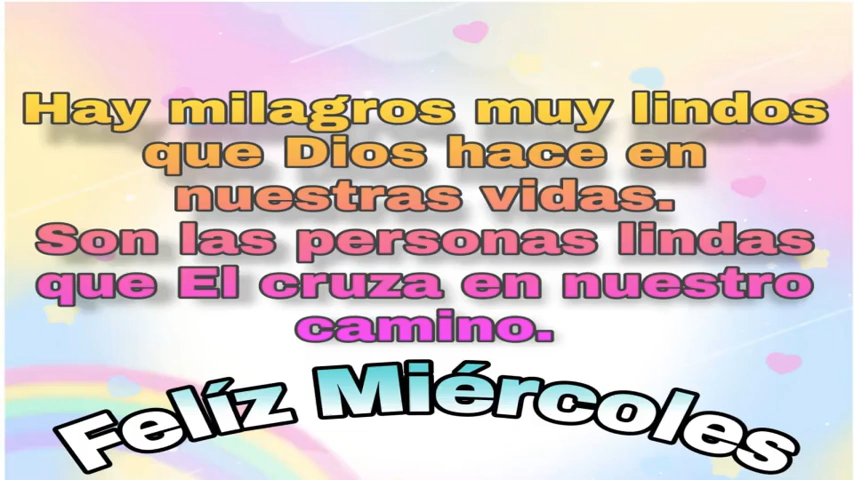 Hay milagros muy lindos
que Dios hace en
nuestras vidas.
Son las personas lindas
que El cruza en nuestro
camino.
Felíz Miércoles